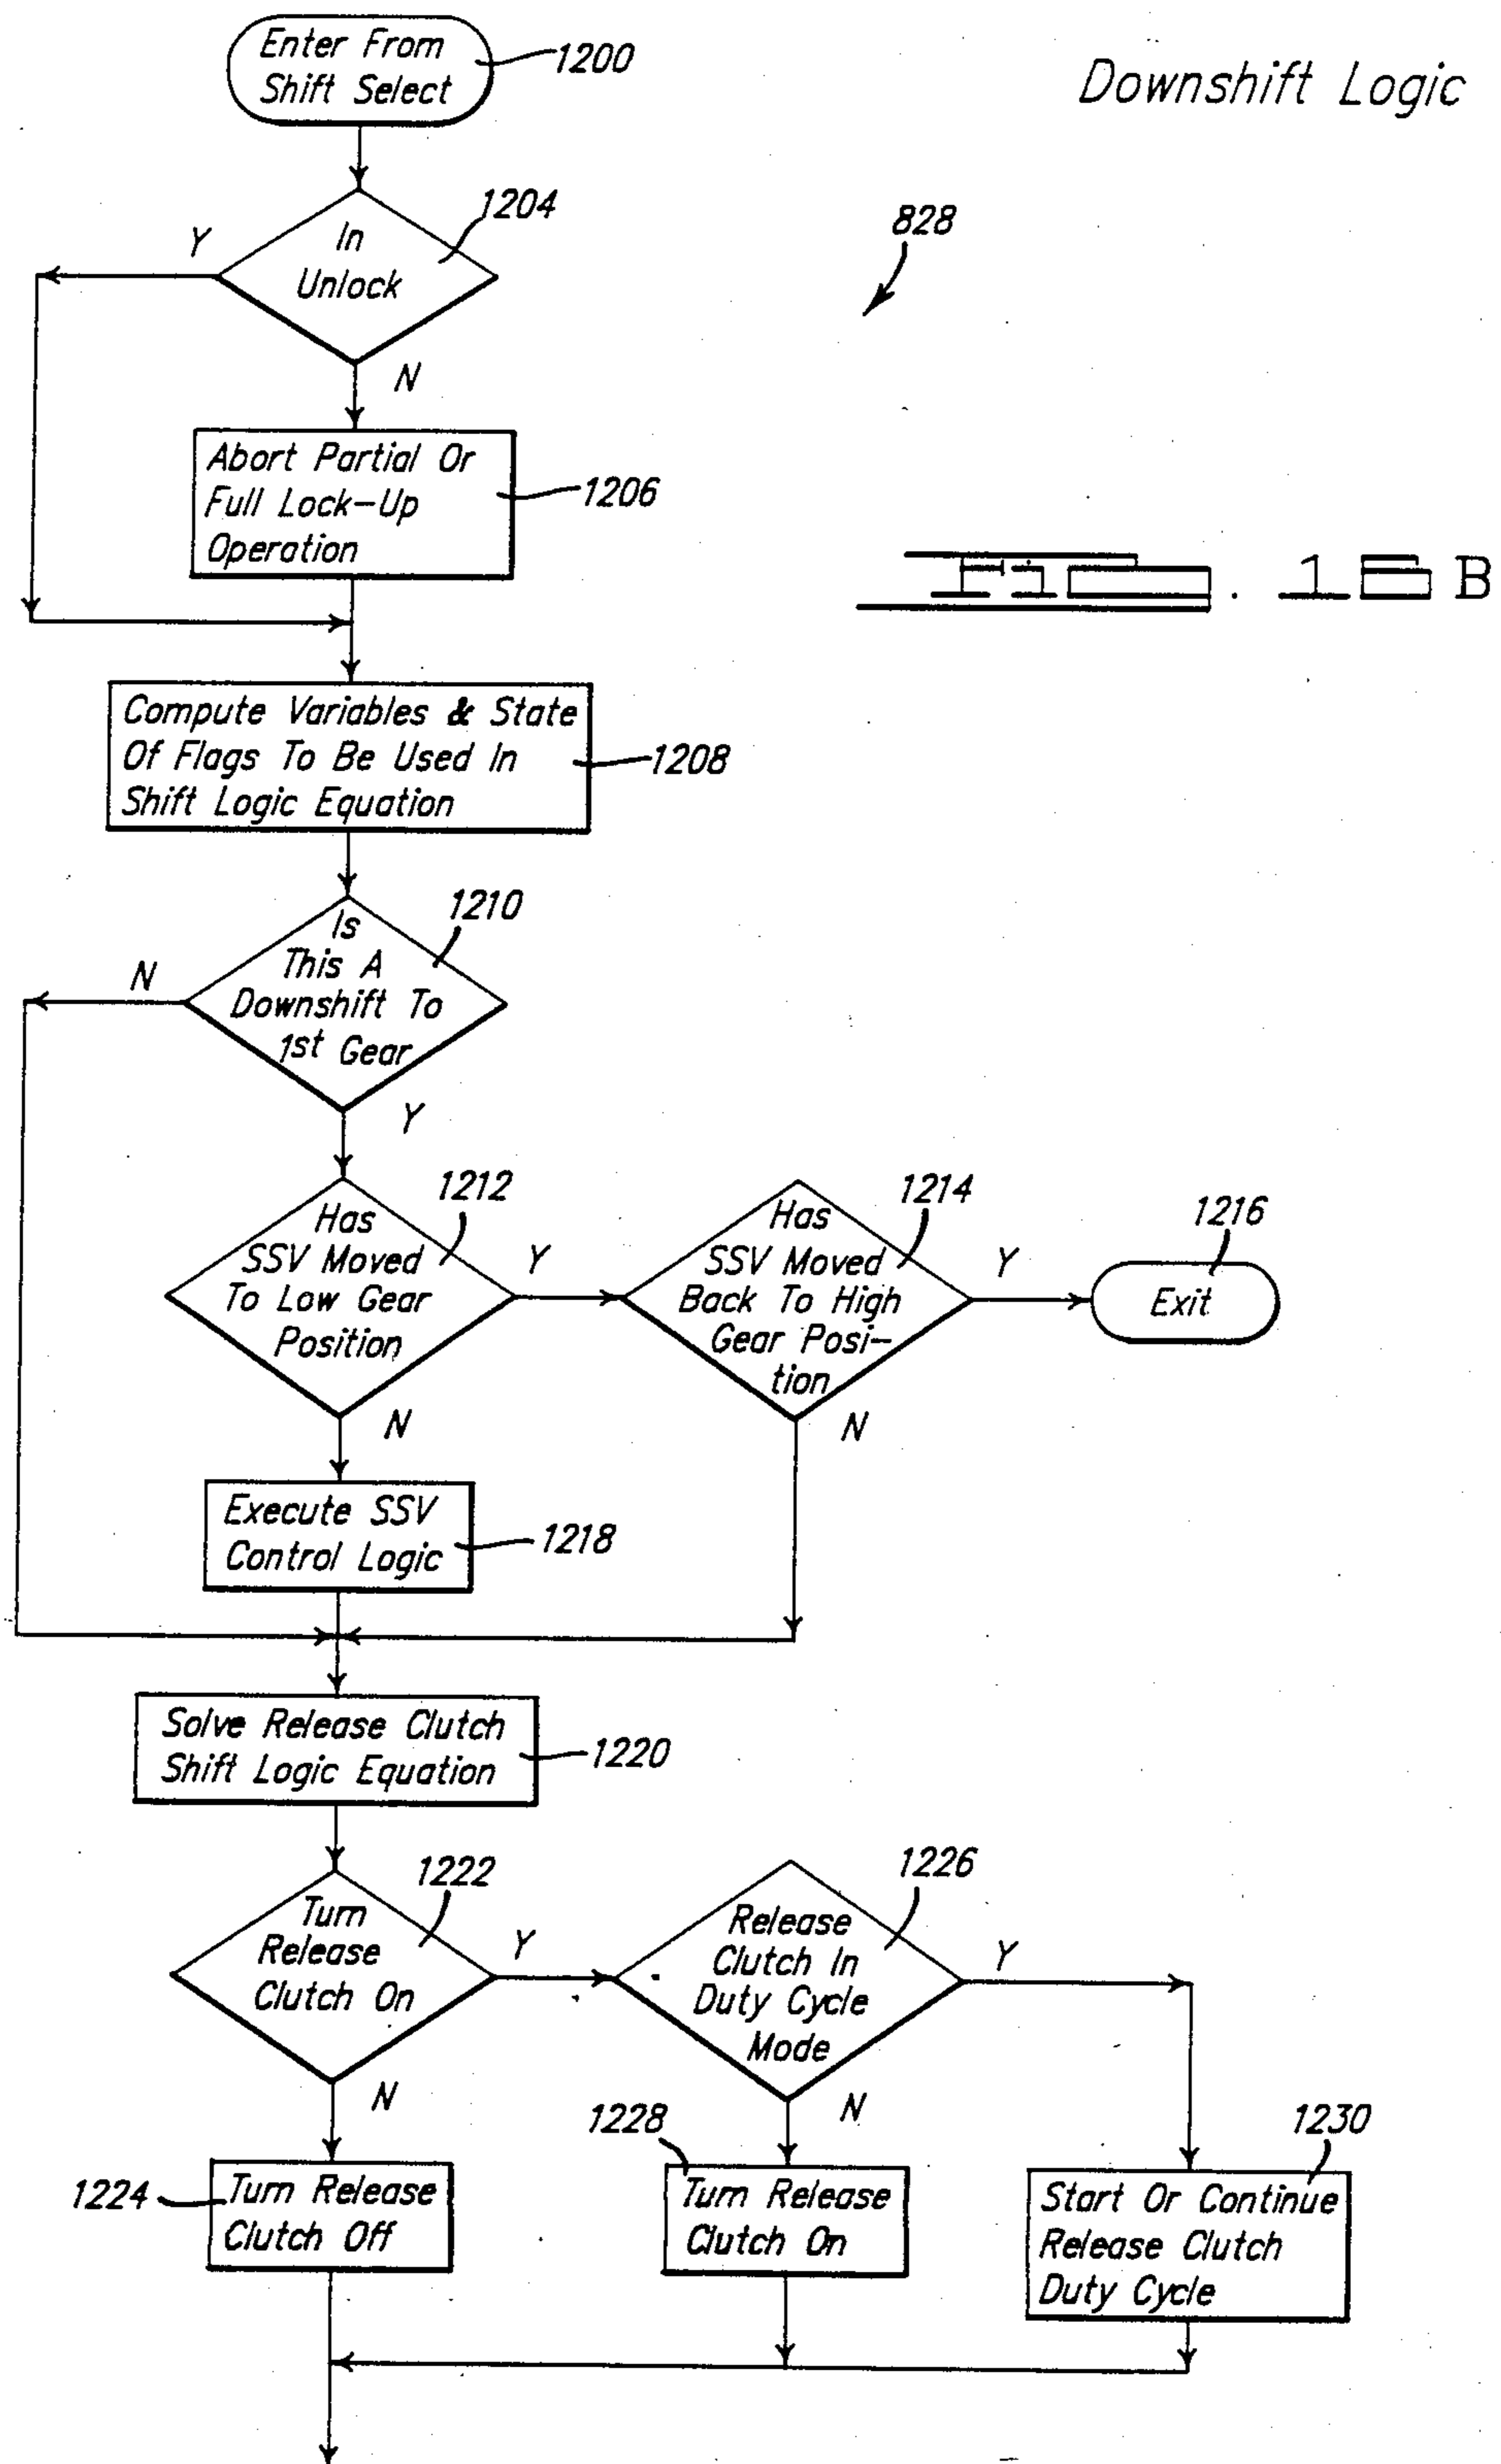 Enter From
Shift Select
1200
Downshift Logic
In
Unlock
1204
Y
N
828
Abort Partial Or
Full Lock-Up
Operation
1206
Compute Variables & State
Of Flags To Be Used In
Shift Logic Equation
1208
Is
This A
Downshift To
1st Gear
1210
N
Y
Has
SSV Moved
To Low Gear
Position
1212
Y
N
Has
SSV Moved
Back To High
Gear Posi-
tion
1214
Y
N
1216
Exit
Execute SSV
Control Logic
1218
Solve Release Clutch
Shift Logic Equation
1220
Turn
Release
Clutch On
1222
Y
N
Release
Clutch In
Duty Cycle
Mode
1226
Y
N
1224
Turn Release
Clutch Off
1228
Turn Release
Clutch On
1230
Start Or Continue
Release Clutch
Duty Cycle